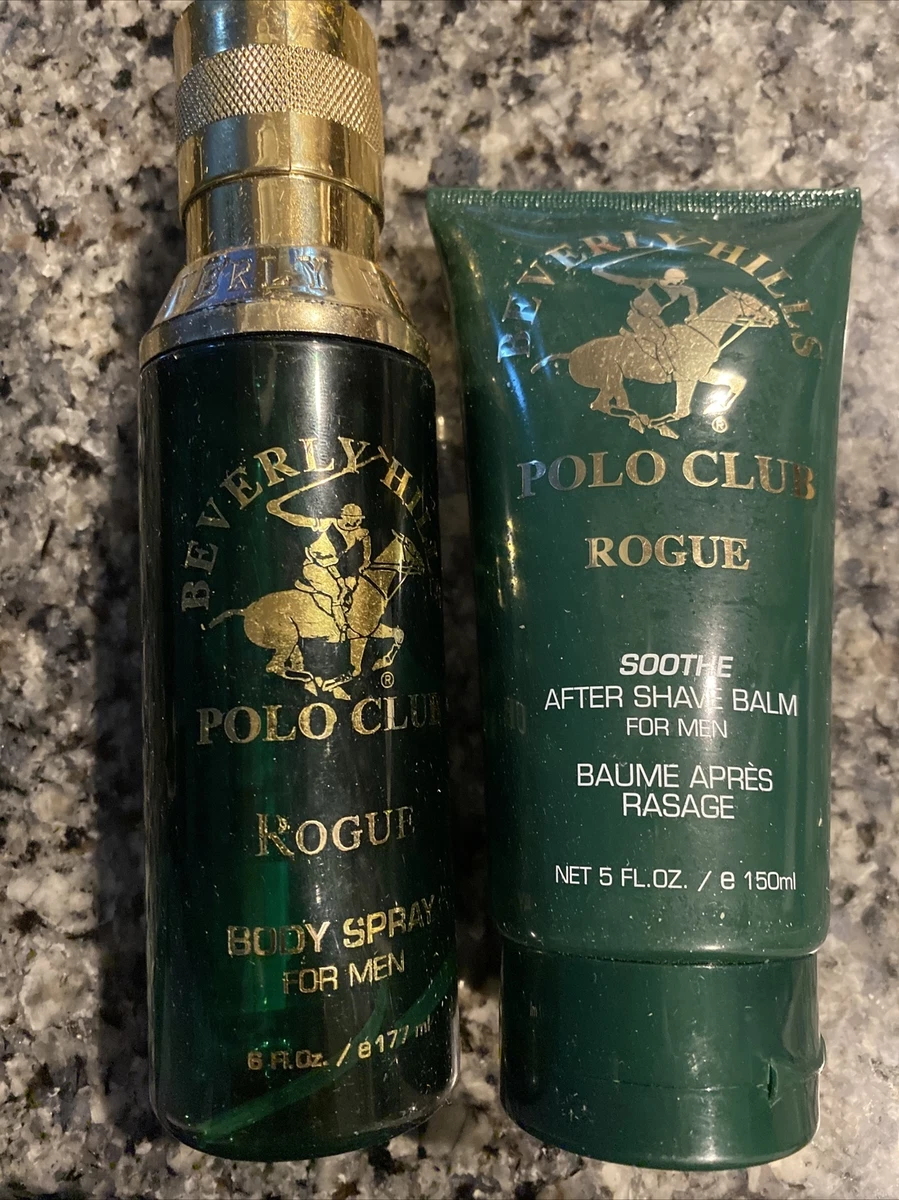 BEVERLY
BEVERLY HILLS
POLO CLUB
ROGUE
BODY SPRAY
FOR MEN
6 Fl.Oz. / e 177 ml
BEVERLY HILLS
®
POLO CLUB
ROGUE
SOOTHE
AFTER SHAVE BALM
FOR MEN
BAUME APRÈS
RASAGE
NET 5 FL.OZ. / e 150ml